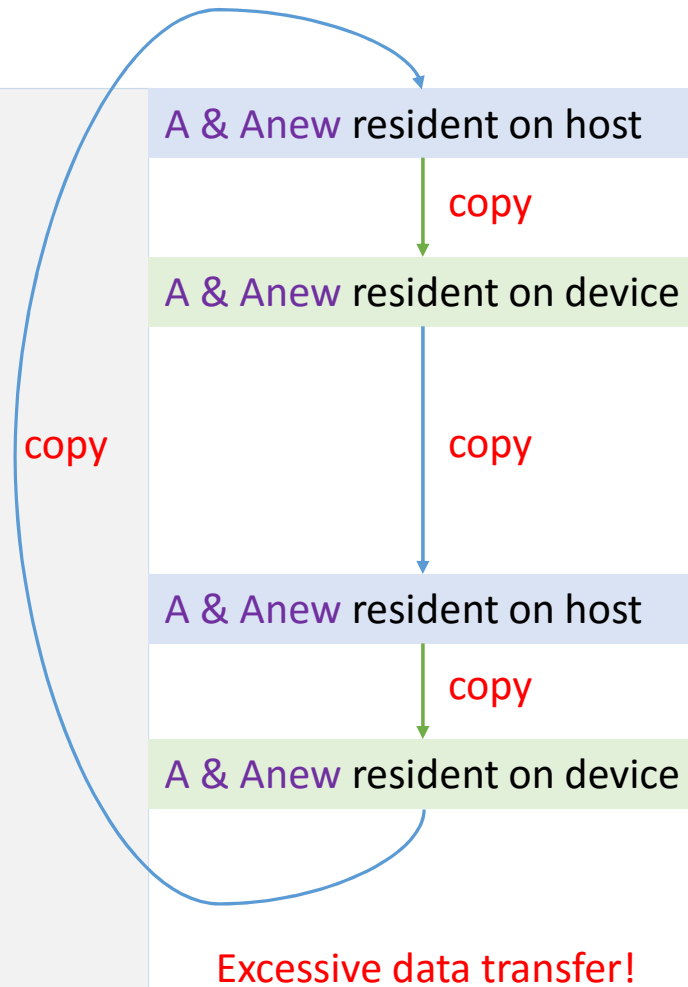 A & Anew resident on host
copy
A & Anew resident on device
copy
copy
A & Anew resident on host
copy
A & Anew resident on device
Excessive data transfer!